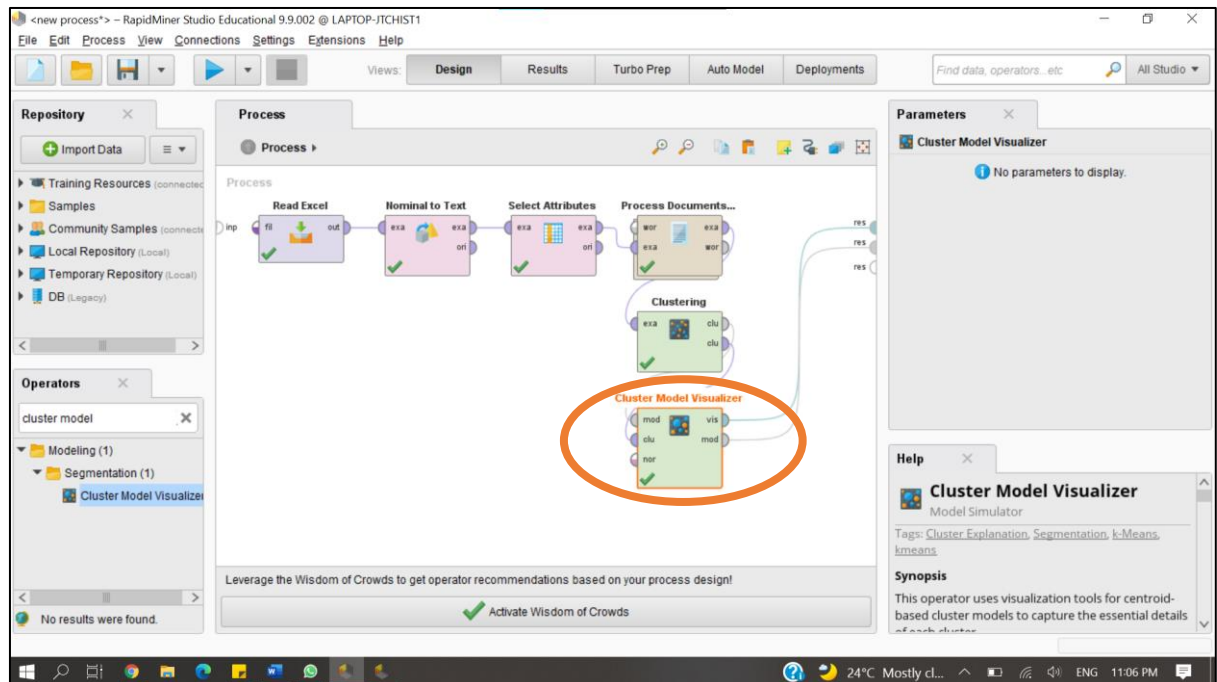 <new process*> – RapidMiner Studio Educational 9.9.002 @ LAPTOP-JTCHIST1
File Edit Process View Connections Settings Extensions Help
Views: Design Results Turbo Prep Auto Model Deployments Find data, operators...etc All Studio
Repository
Import Data
Training Resources (connected
Samples
Community Samples (connecte
Local Repository (Local)
Temporary Repository (Local)
DB (Legacy)
Operators
cluster model
Modeling (1)
Segmentation (1)
Cluster Model Visualizer
No results were found.
Process
Process
Process
Read Excel Nominal to Text Select Attributes Process Documents...
inp fil out exa exa exa exa wor exa res
ori ori exa wor res
res
Clustering
exa clu
clu
Cluster Model Visualizer
mod vis
clu mod
nor
Leverage the Wisdom of Crowds to get operator recommendations based on your process design!
Activate Wisdom of Crowds
Parameters
Cluster Model Visualizer
No parameters to display.
Help
Cluster Model Visualizer
Model Simulator
Tags: Cluster Explanation, Segmentation, k-Means,
kmeans
Synopsis
This operator uses visualization tools for centroid-
based cluster models to capture the essential details
of each cluster
24°C Mostly cl... ENG 11:06 PM